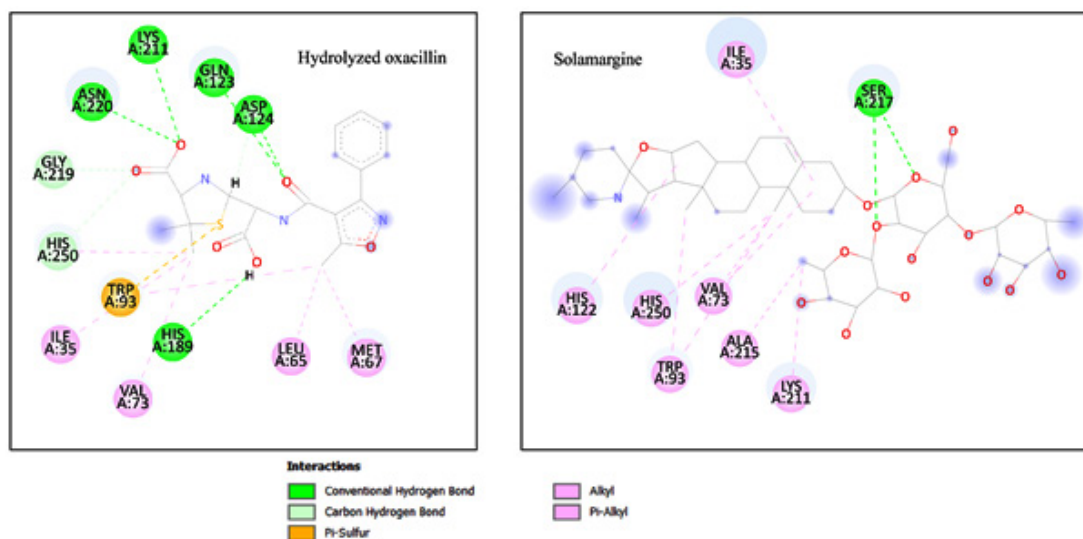 Hydrolyzed oxacillin
LYS
A:211
GLN
A:123
ASN
A:220
ASP
A:124
GLY
A:219
HIS
A:250
TRP
A:93
ILE
A:35
HIS
A:189
LEU
A:65
MET
A:67
VAL
A:73
O
O
N
H
S
O
N
O
O
H
N
O
Solamargine
ILE
A:35
SER
A:217
HIS
A:122
HIS
A:250
VAL
A:73
TRP
A:93
ALA
A:215
LYS
A:211
O
N
O
O
O
O
O
O
O
O
O
O
O
O
O
O
Interactions
Conventional Hydrogen Bond
Carbon Hydrogen Bond
Pi-Sulfur
Alkyl
Pi-Alkyl